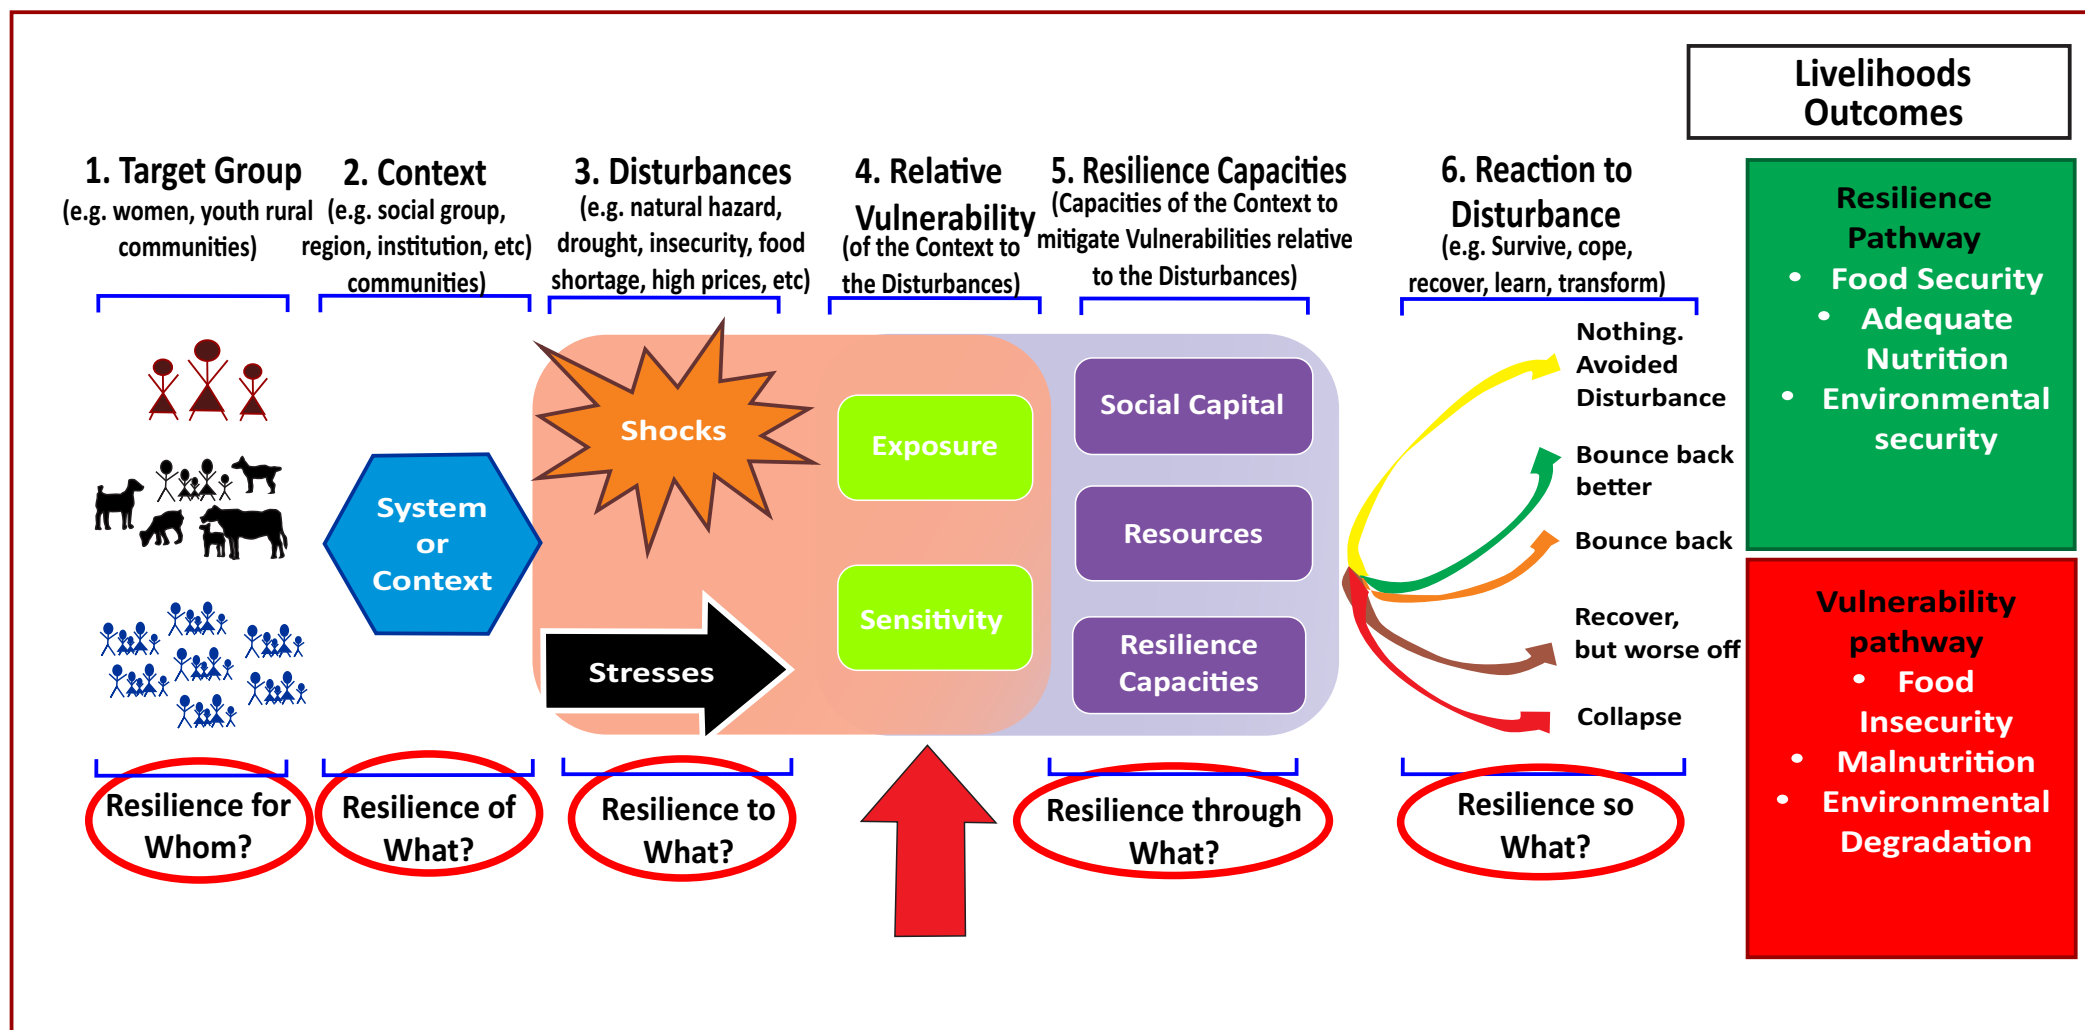 Livelihoods
Outcomes
1. Target Group
(e.g. women, youth rural
communities)
2. Context
(e.g. social group,
region, institution, etc)
communities)
3. Disturbances
(e.g. natural hazard,
drought, insecurity, food
shortage, high prices, etc)
4. Relative
Vulnerability
(of the Context to
the Disturbances)
5. Resilience Capacities
(Capacities of the Context to
mitigate Vulnerabilities relative
to the Disturbances)
6. Reaction to
Disturbance
(e.g. Survive, cope,
recover, learn, transform)
System
or
Context
Shocks
Stresses
Exposure
Sensitivity
Social Capital
Resources
Resilience
Capacities
Nothing.
Avoided
Disturbance
Bounce back
better
Bounce back
Recover,
but worse off
Collapse
Resilience
Pathway
• Food Security
• Adequate
Nutrition
• Environmental
security
Vulnerability
pathway
• Food
Insecurity
• Malnutrition
• Environmental
Degradation
Resilience for
Whom?
Resilience of
What?
Resilience to
What?
Resilience through
What?
Resilience so
What?